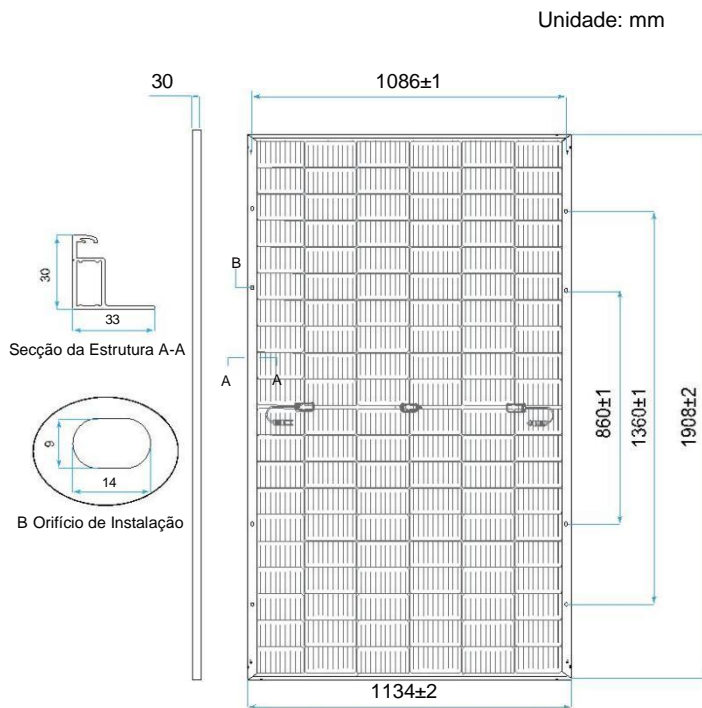 Unidade: mm
30
1086±1
30
33
Secção da Estrutura A-A
B
A
A
9
14
B Orifício de Instalação
860±1
1360±1
1908±2
1134±2